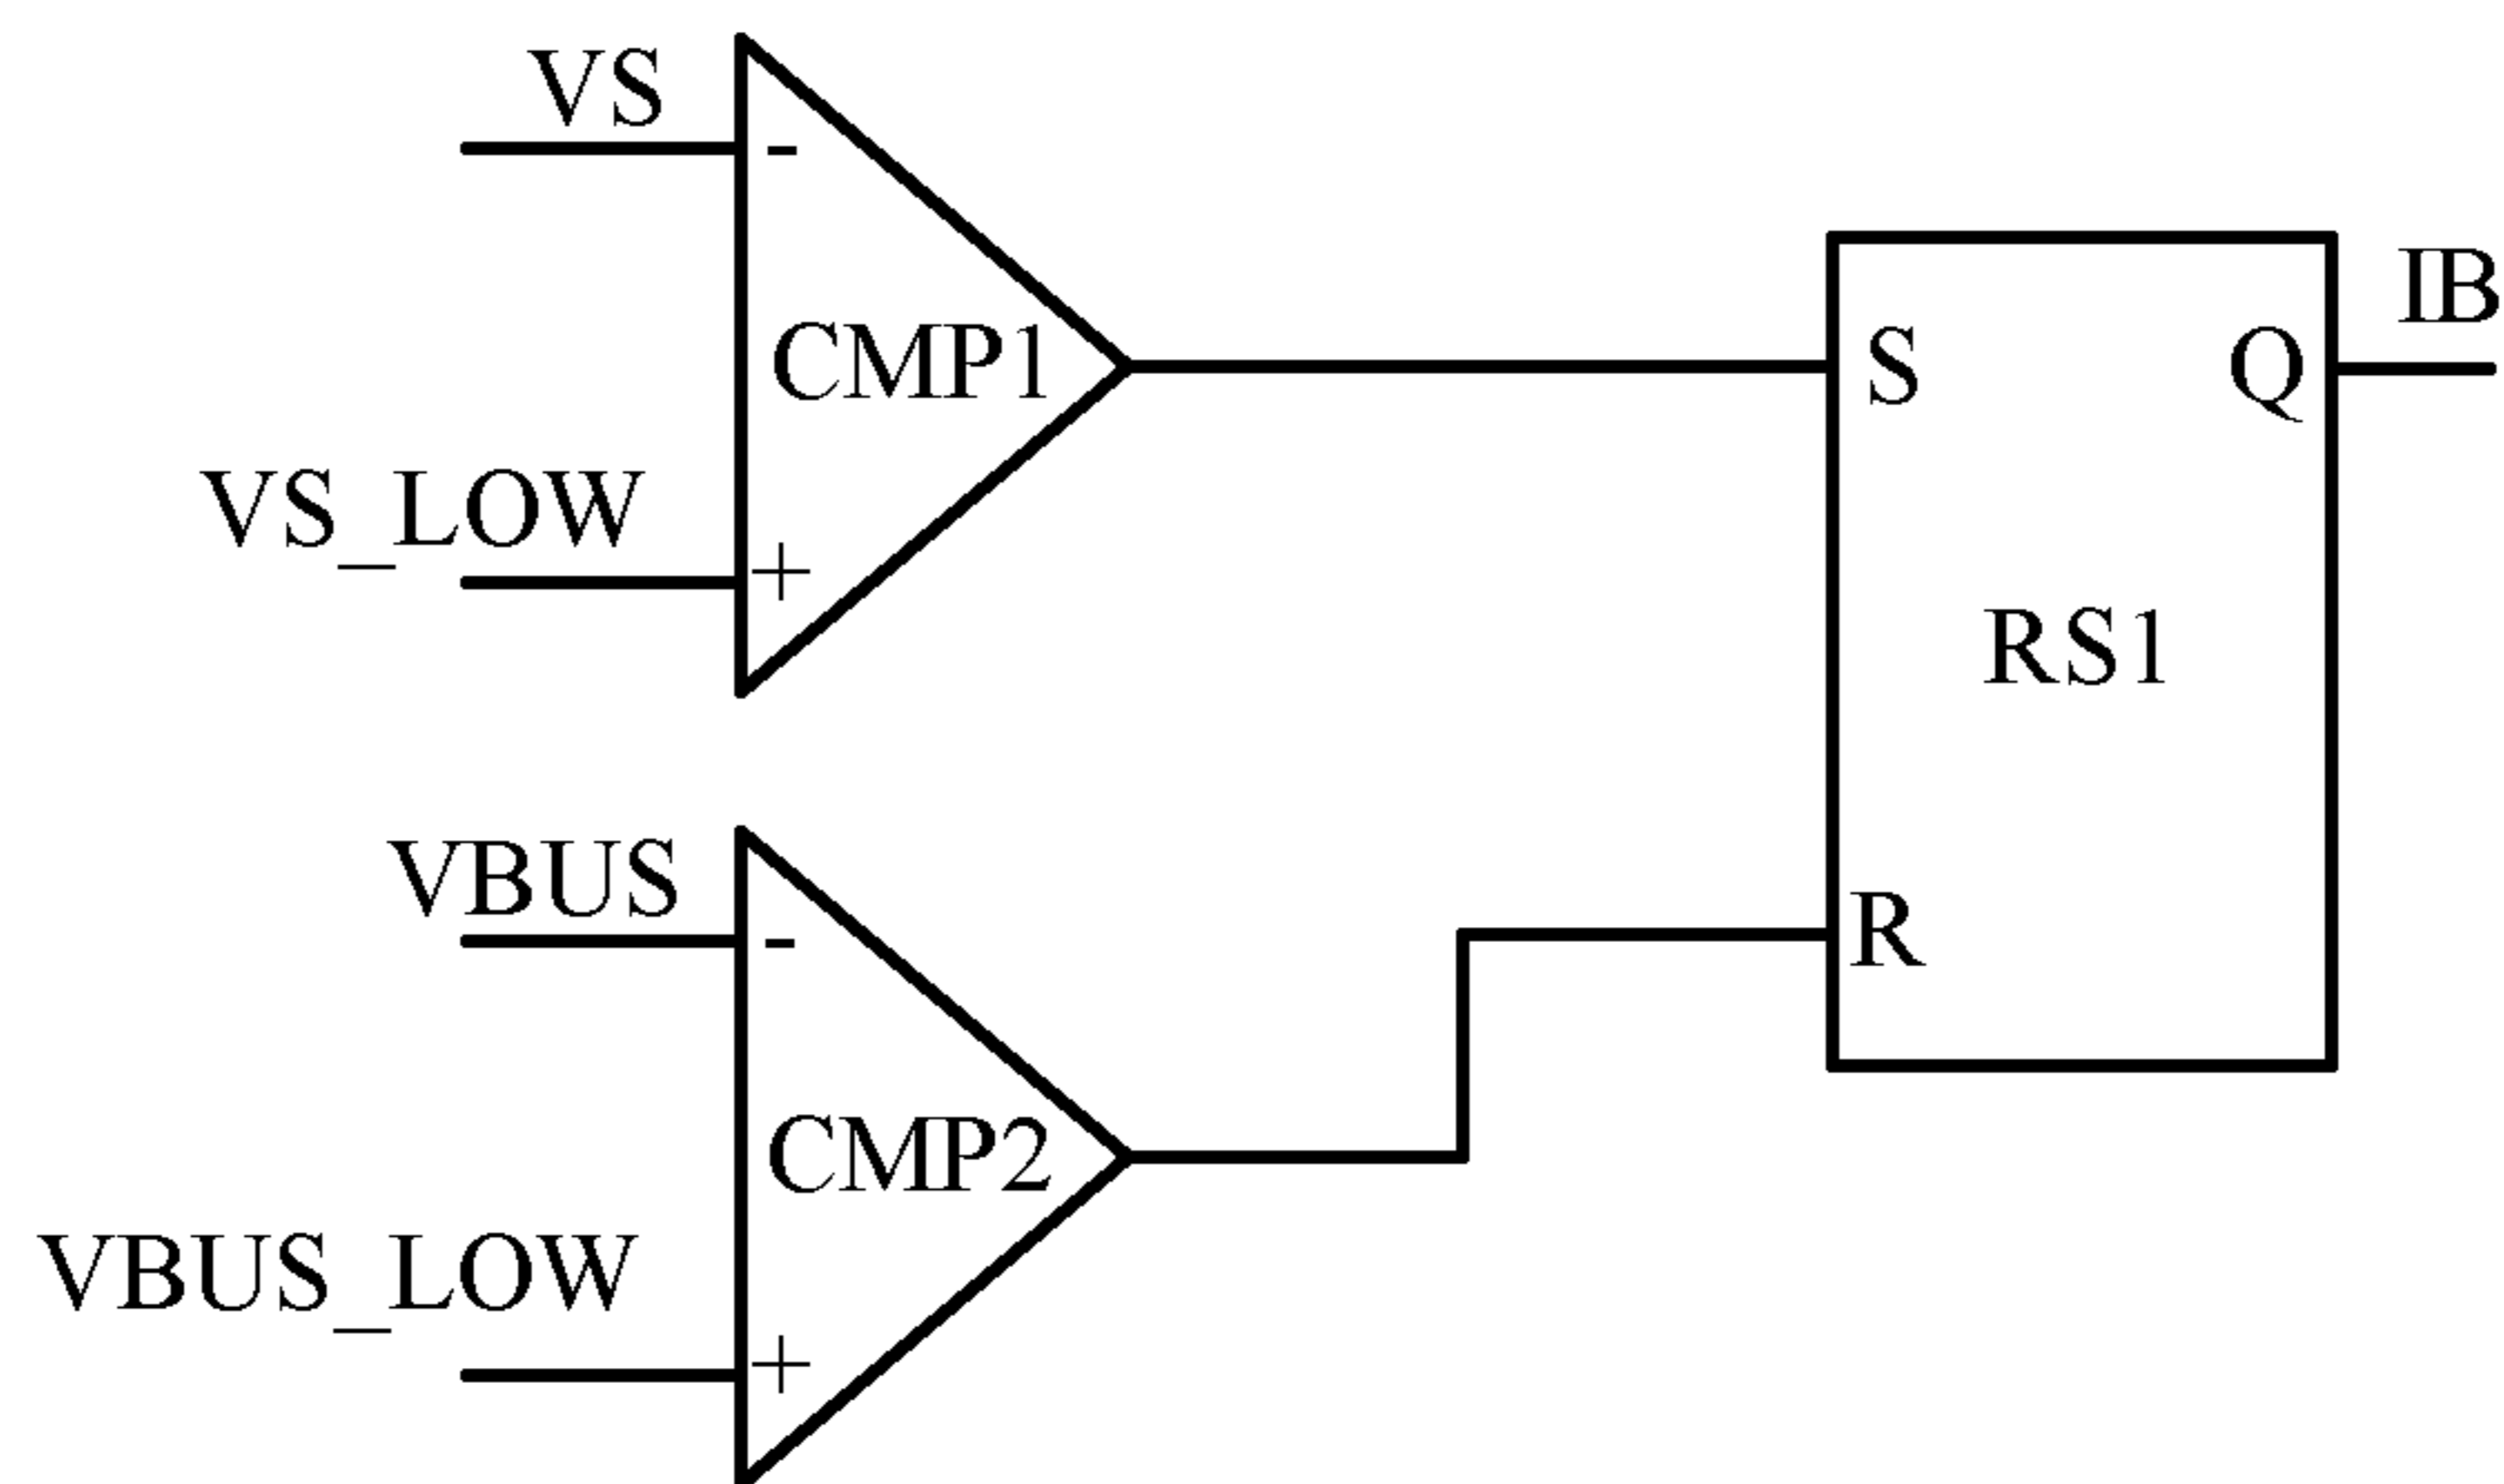 VS
-
CMP1
VS_LOW
+
S
Q
IB
RS1
R
VBUS
-
CMP2
VBUS_LOW
+